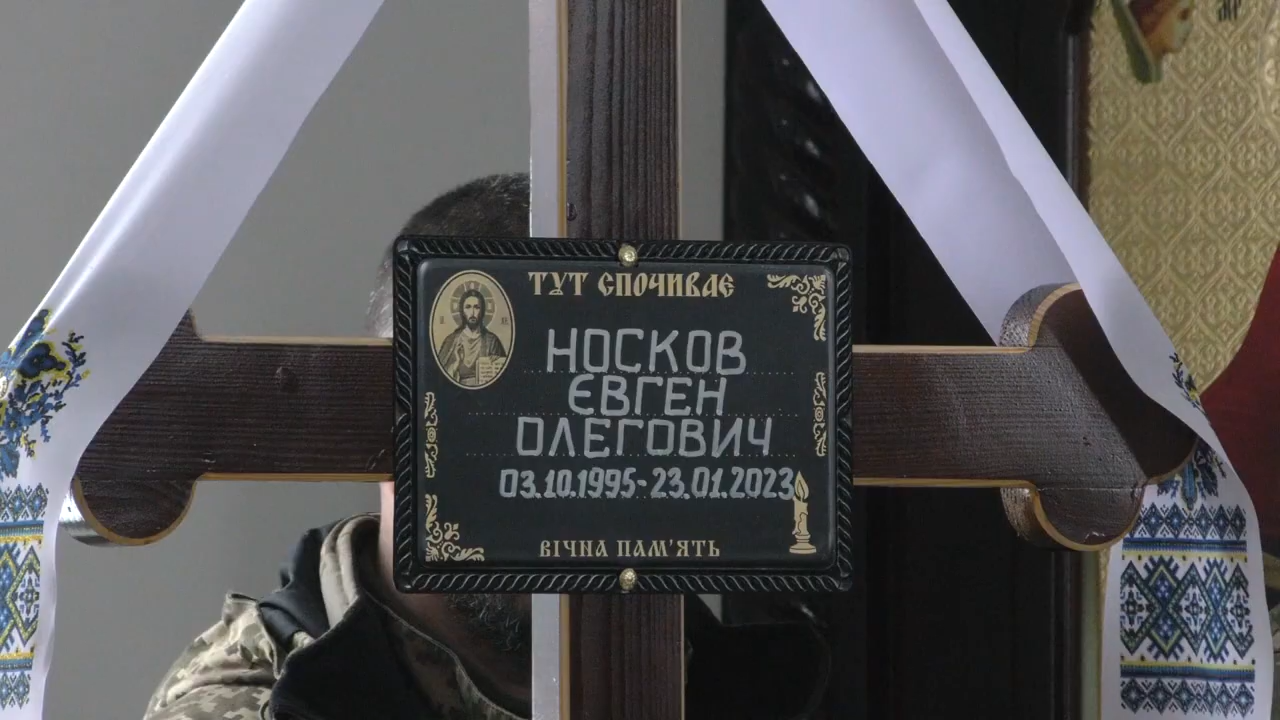 ТУТ СПОЧИВАЄ
НОСКОВ
ЄВГЕН
ОЛЕГОВИЧ
03.10.1995-23.01.2023
ВІЧНА ПАМ'ЯТЬ